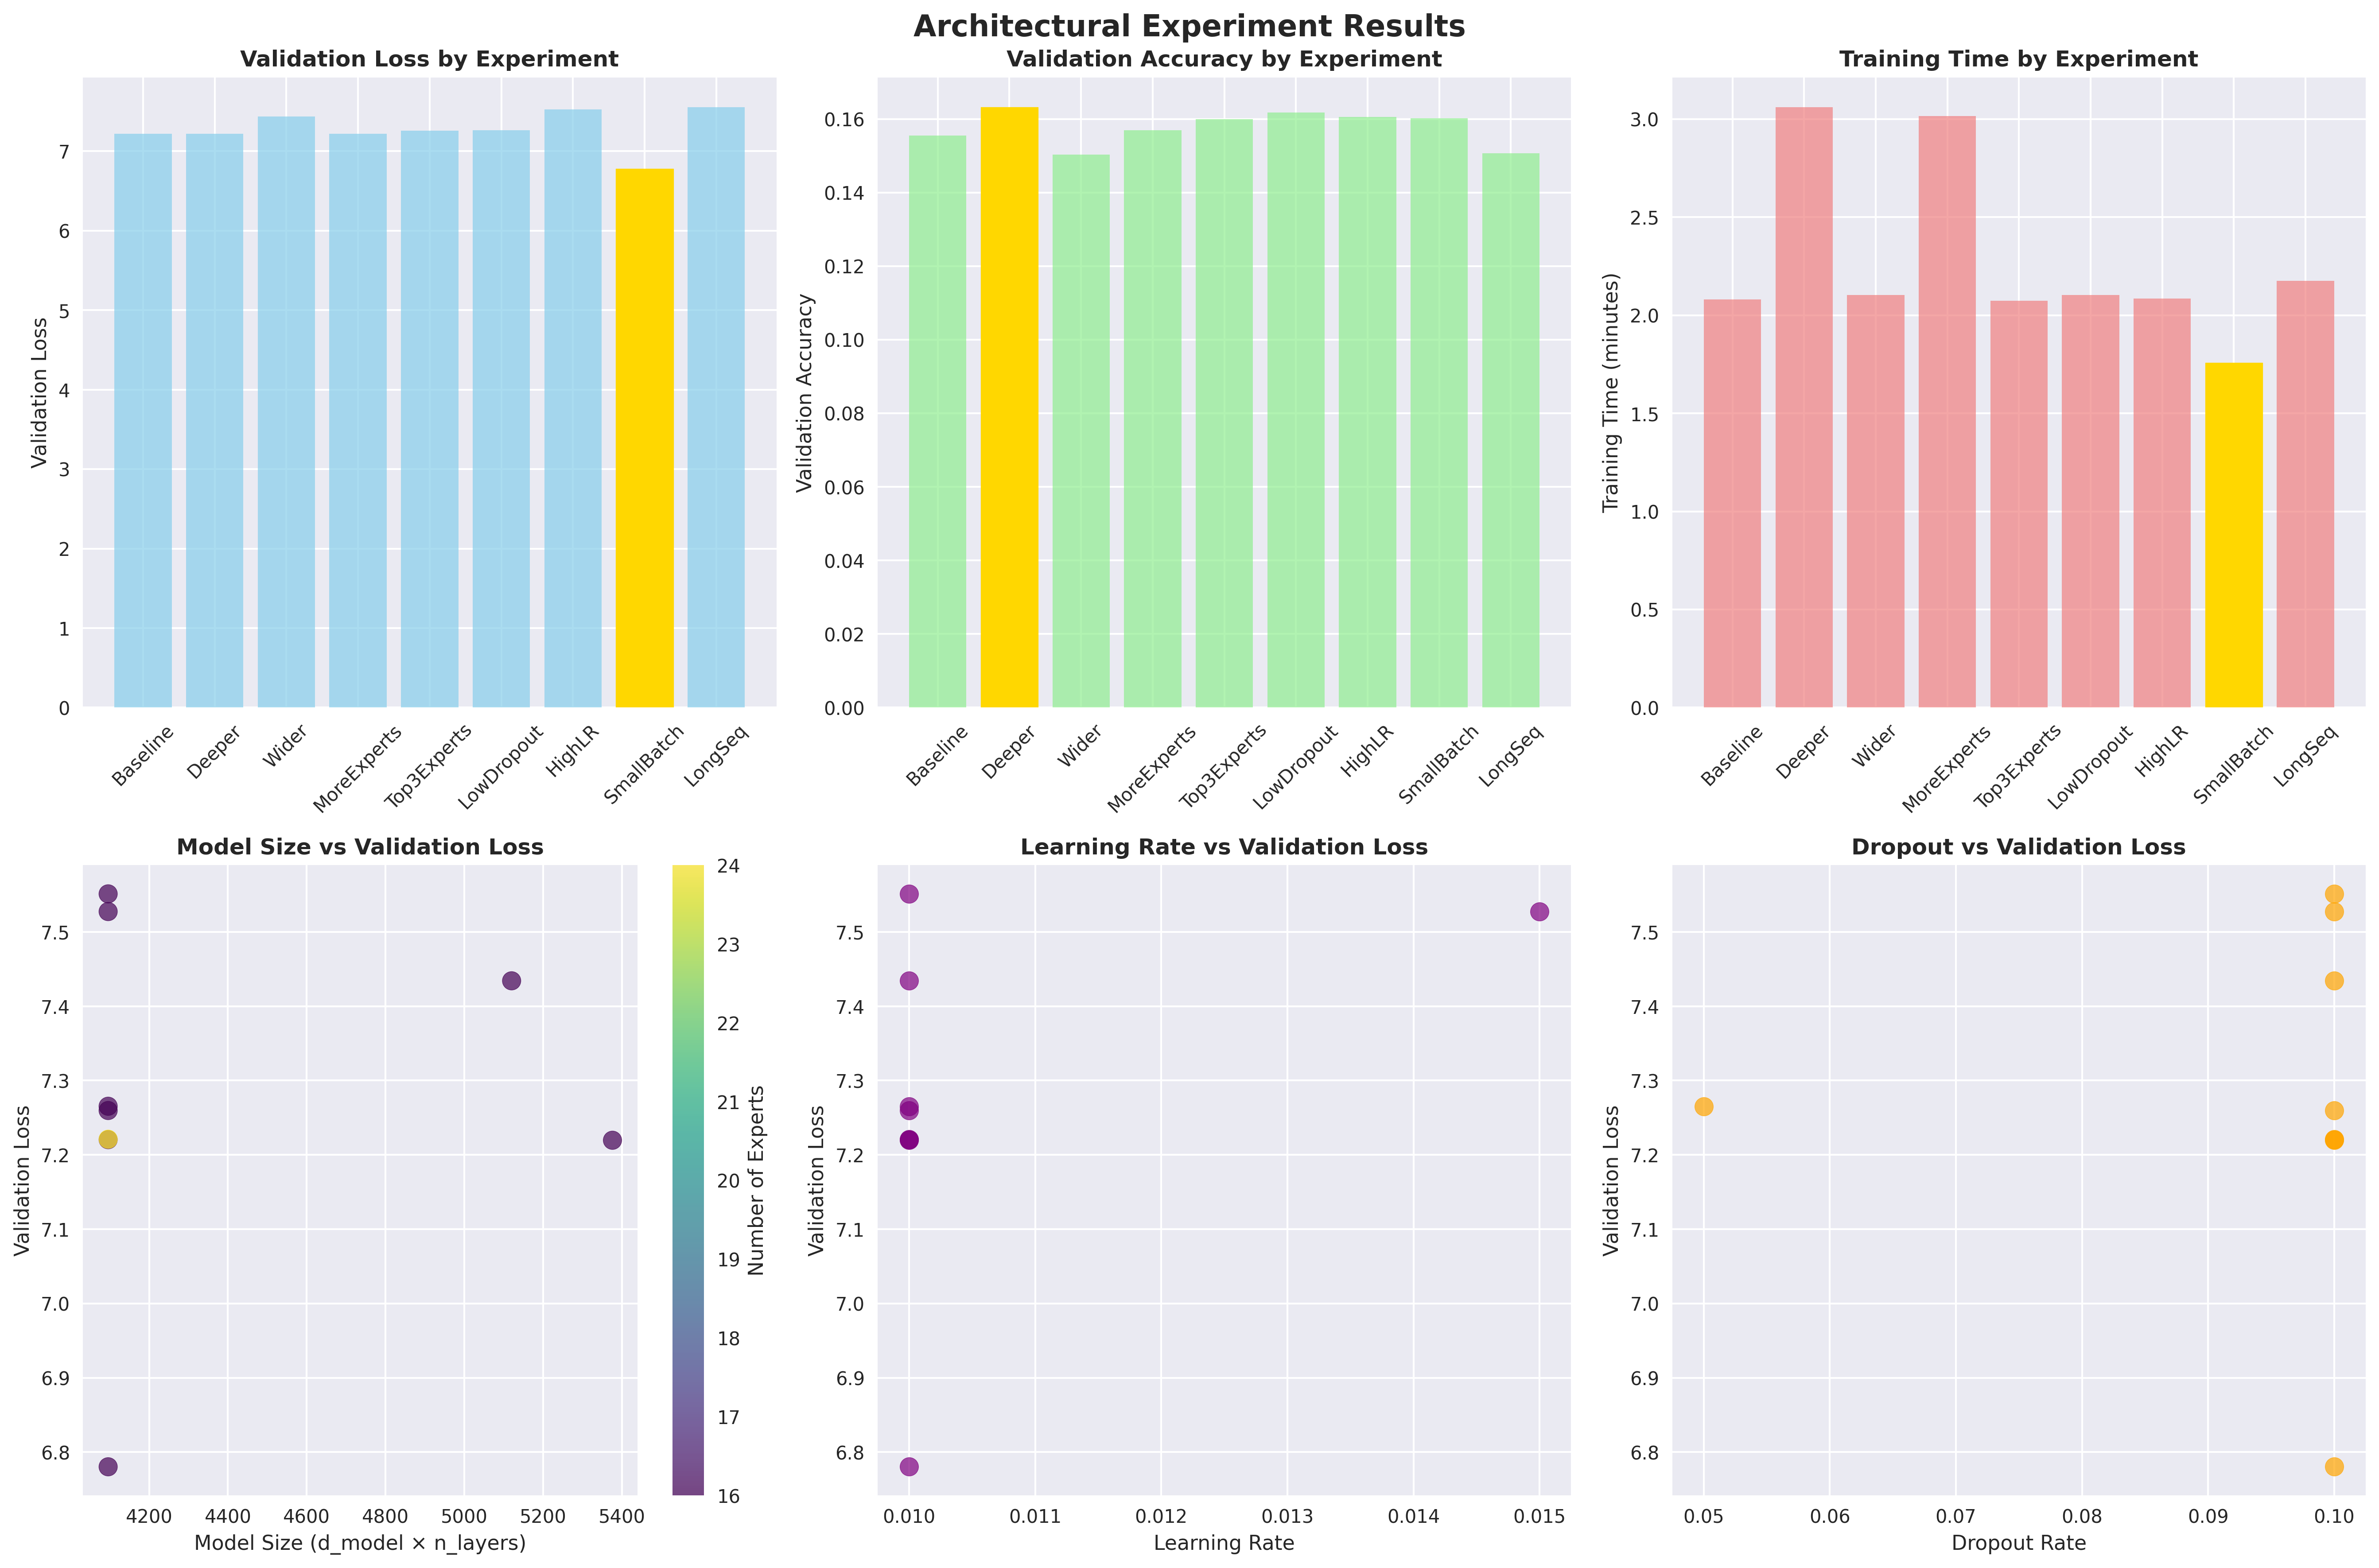 Architectural Experiment Results
Validation Loss by Experiment
Validation Loss
7
6
5
4
3
2
1
0
Baseline
Deeper
Wider
MoreExperts
Top3Experts
LowDropout
HighLR
SmallBatch
LongSeq
Validation Accuracy by Experiment
Validation Accuracy
0.16
0.14
0.12
0.10
0.08
0.06
0.04
0.02
0.00
Baseline
Deeper
Wider
MoreExperts
Top3Experts
LowDropout
HighLR
SmallBatch
LongSeq
Training Time by Experiment
Training Time (minutes)
3.0
2.5
2.0
1.5
1.0
0.5
0.0
Baseline
Deeper
Wider
MoreExperts
Top3Experts
LowDropout
HighLR
SmallBatch
LongSeq
Model Size vs Validation Loss
Validation Loss
7.5
7.4
7.3
7.2
7.1
7.0
6.9
6.8
4200 4400 4600 4800 5000 5200 5400
Model Size (d_model × n_layers)
24
23
22
21
20
19
18
17
16
Number of Experts
Learning Rate vs Validation Loss
Validation Loss
7.5
7.4
7.3
7.2
7.1
7.0
6.9
6.8
0.010 0.011 0.012 0.013 0.014 0.015
Learning Rate
Dropout vs Validation Loss
Validation Loss
7.5
7.4
7.3
7.2
7.1
7.0
6.9
6.8
0.05 0.06 0.07 0.08 0.09 0.10
Dropout Rate